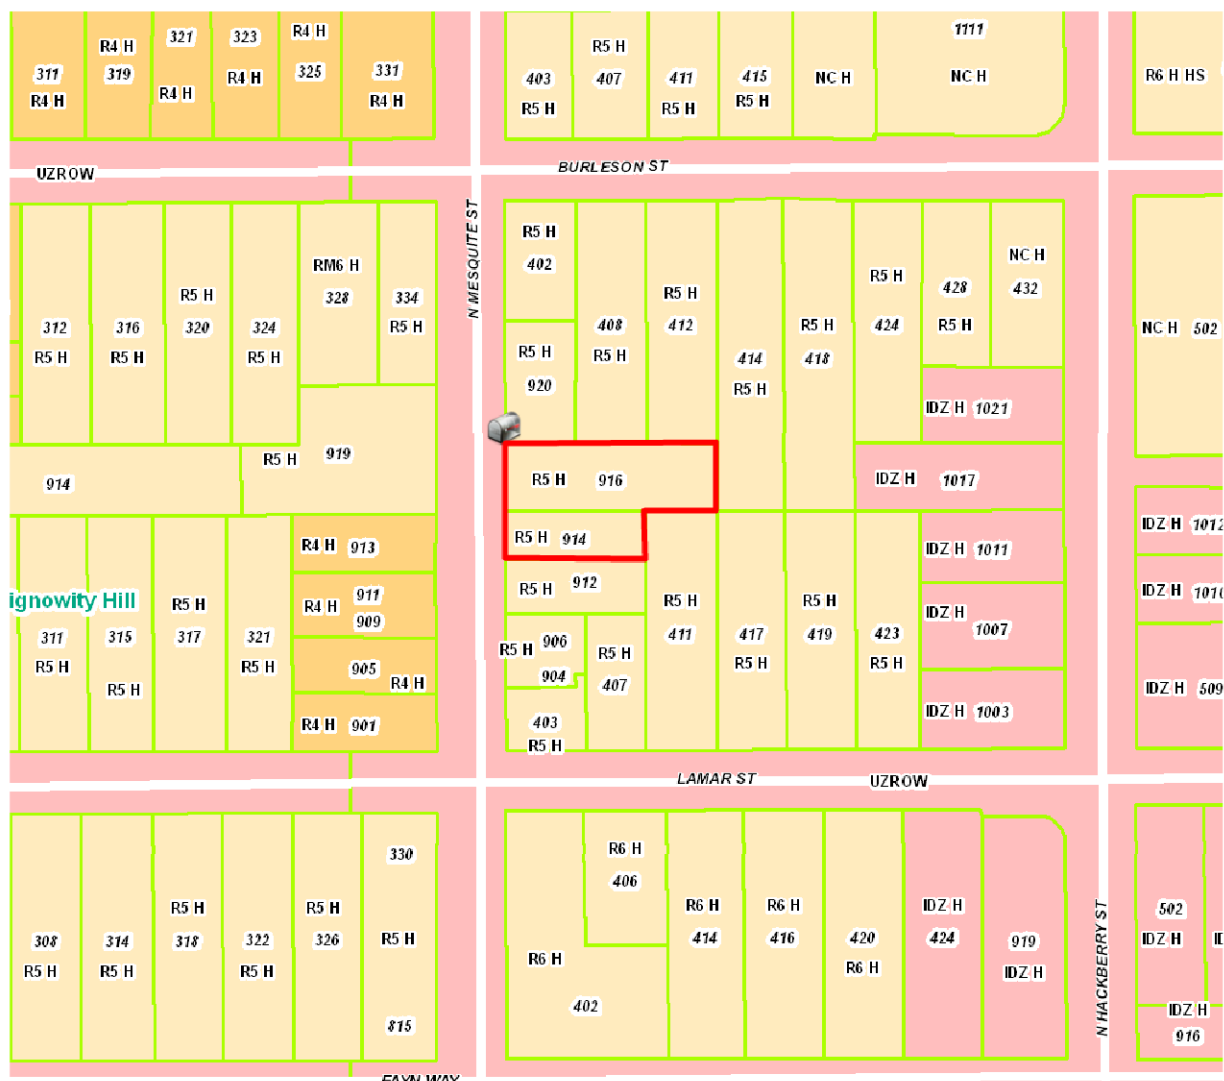 311
R4 H
R4 H
319
321
R4 H
323
R4 H
R4 H
325
331
R4 H
403
R5 H
R5 H
407
411
R5 H
415
R5 H
NC H
1111
NC H
R6 H HS
UZROW
BURLESON ST
N MESQUITE ST
312
R5 H
316
R5 H
R5 H
320
324
R5 H
RM6 H
328
334
R5 H
R5 H
402
R5 H
920
408
R5 H
R5 H
412
414
R5 H
R5 H
418
R5 H
424
428
R5 H
NC H
432
NC H 502
IDZ H 1021
914
R5 H 919
R5 H 916
IDZ H 1017
R5 H 914
R4 H 913
IDZ H 1011
IDZ H 1012
R5 H 912
ignowity Hill
311
R5 H
315
R5 H
R5 H
317
321
R5 H
R4 H 911
909
905
R4 H
R4 H 901
R5 H 906
904
R5 H
407
403
R5 H
R5 H
411
417
R5 H
R5 H
419
423
R5 H
IDZ H
1007
IDZ H 1003
IDZ H 1010
IDZ H 509
LAMAR ST
UZROW
308
R5 H
314
R5 H
R5 H
318
322
R5 H
R5 H
326
330
R5 H
815
R6 H
406
R6 H
402
R6 H
414
R6 H
416
420
R6 H
IDZ H
424
919
IDZ H
N HACKBERRY ST
502
IDZ H
IDZ H
916
FAYN WAY